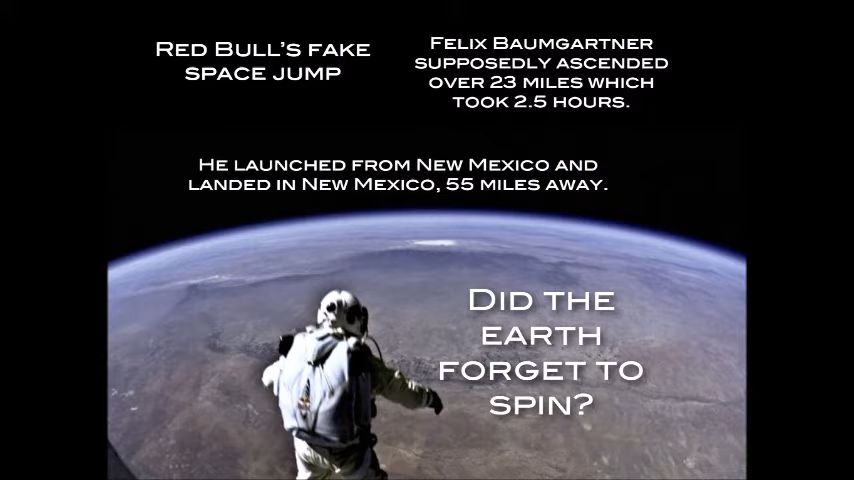 Red Bull's fake
space jump
Felix Baumgartner
supposedly ascended
over 23 miles which
took 2.5 hours.
He launched from New Mexico and
landed in New Mexico, 55 miles away.
Did the
earth
forget to
spin?